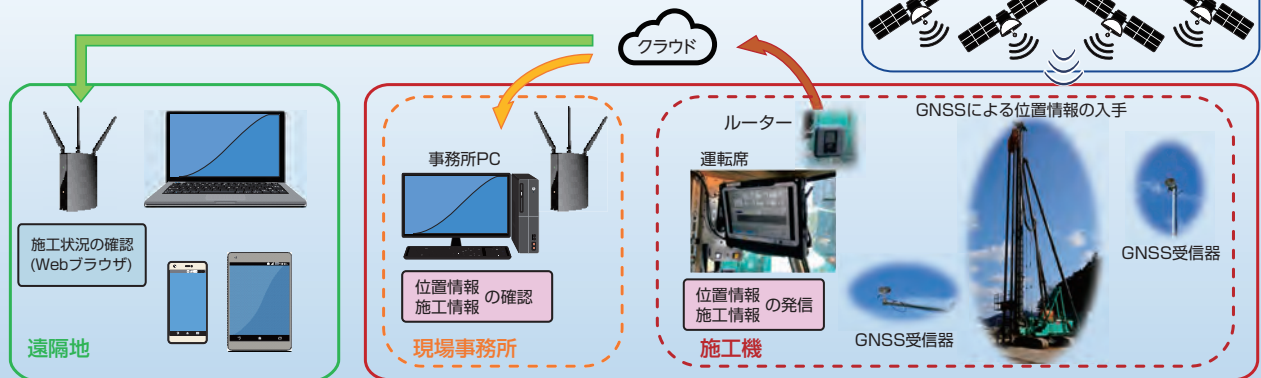 クラウド
GNSSによる位置情報の入手
ルーター
運転席
事務所PC
施工状況の確認
(Webブラウザ)
位置情報
施工情報
の確認
位置情報
施工情報
の発信
GNSS受信器
GNSS受信器
遠隔地
現場事務所
施工機